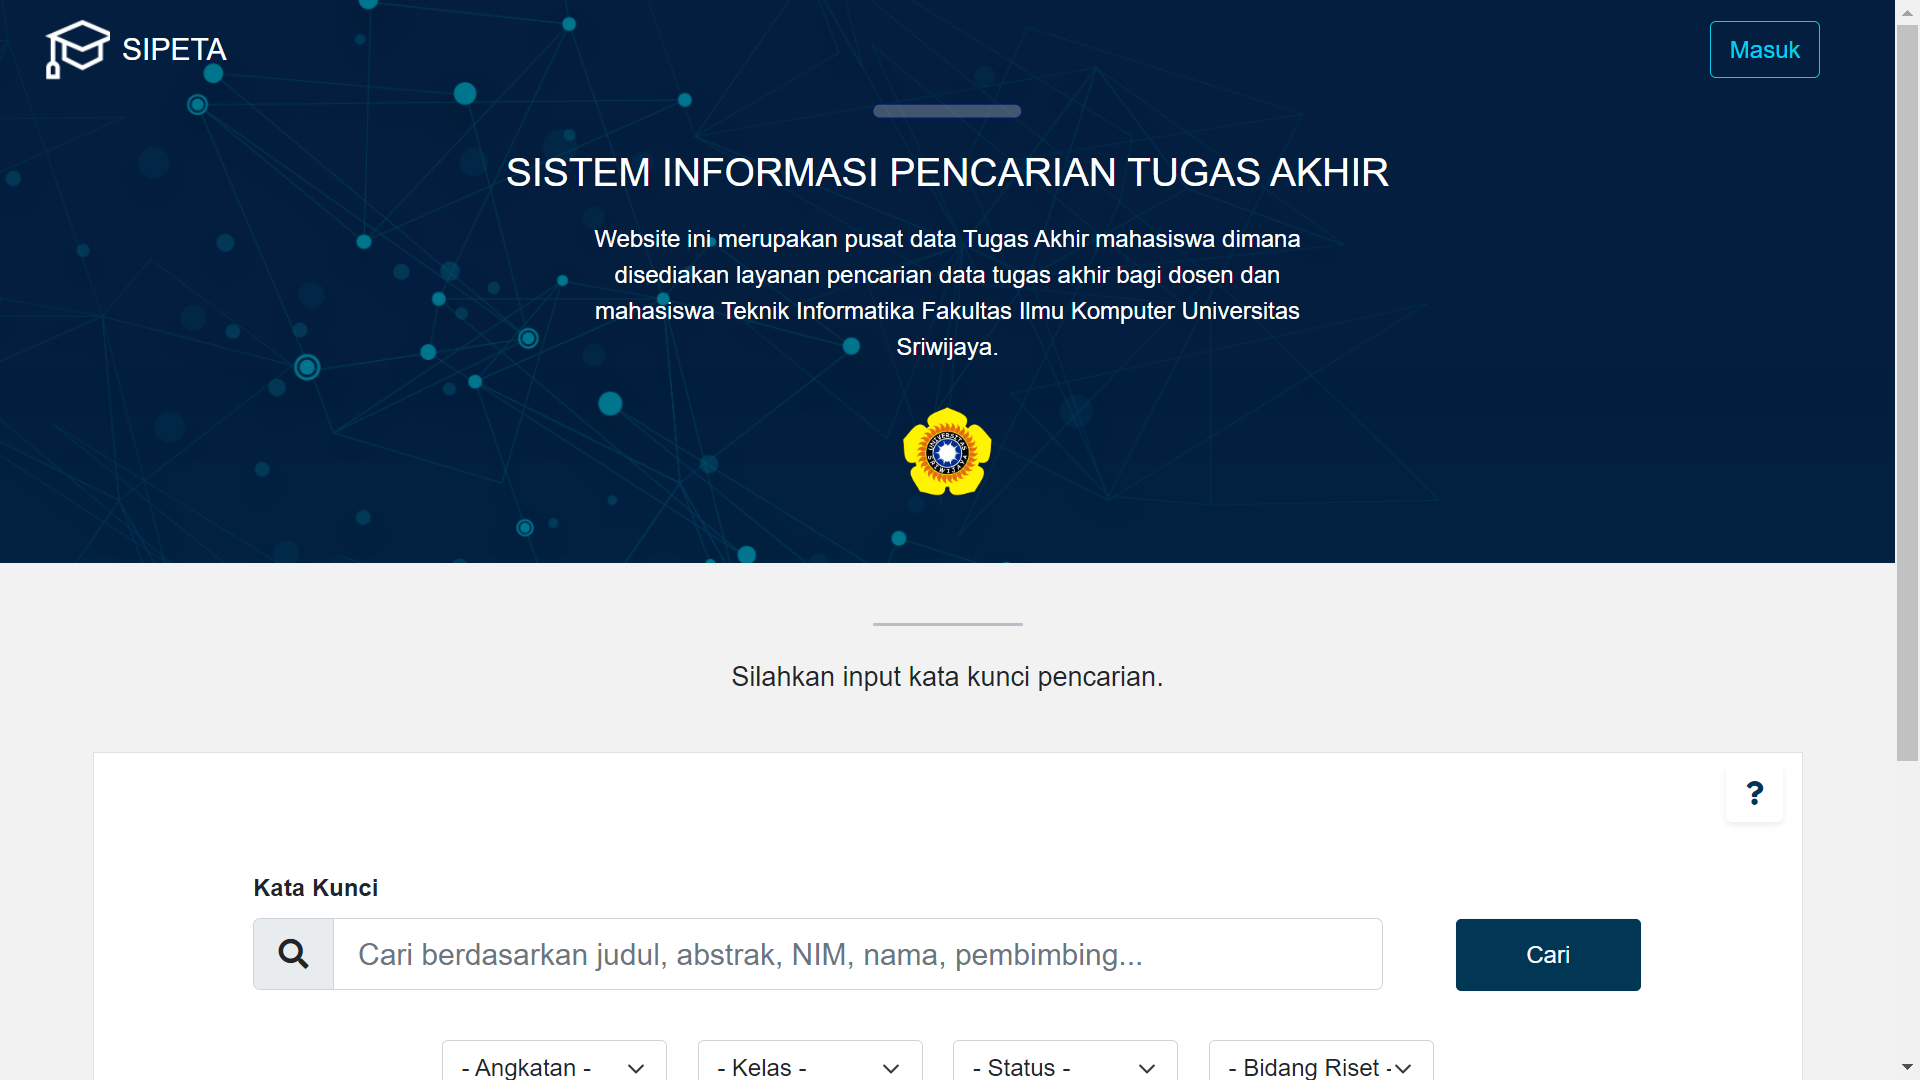 SIPETA
Masuk
SISTEM INFORMASI PENCARIAN TUGAS AKHIR
Website ini merupakan pusat data Tugas Akhir mahasiswa dimana
disediakan layanan pencarian data tugas akhir bagi dosen dan
mahasiswa Teknik Informatika Fakultas Ilmu Komputer Universitas
Sriwijaya.
UNIVERSITAS
SRIWIJAYA
Silahkan input kata kunci pencarian.
?
Kata Kunci
Cari berdasarkan judul, abstrak, NIM, nama, pembimbing...
Cari
- Angkatan -
- Kelas -
- Status -
- Bidang Riset -